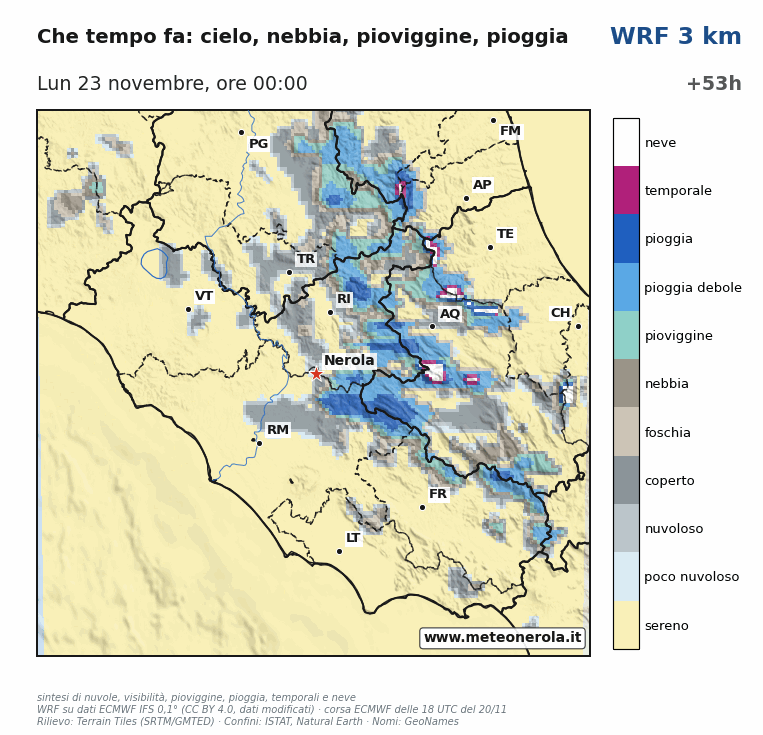 Che tempo fa: cielo, nebbia, pioviggine, pioggia
WRF 3 km
Lun 23 novembre, ore 00:00
+53h
FM
PG
AP
TE
TR
VT
RI
AQ
CH
Nerola
RM
FR
LT
www.meteonerola.it
neve
temporale
pioggia
pioggia debole
pioviggine
nebbia
foschia
coperto
nuvoloso
poco nuvoloso
sereno
sintesi di nuvole, visibilità, pioviggine, pioggia, temporali e neve
WRF su dati ECMWF IFS 0,1° (CC BY 4.0, dati modificati) · corsa ECMWF delle 18 UTC del 20/11
Rilievo: Terrain Tiles (SRTM/GMTED) · Confini: ISTAT, Natural Earth · Nomi: GeoNames